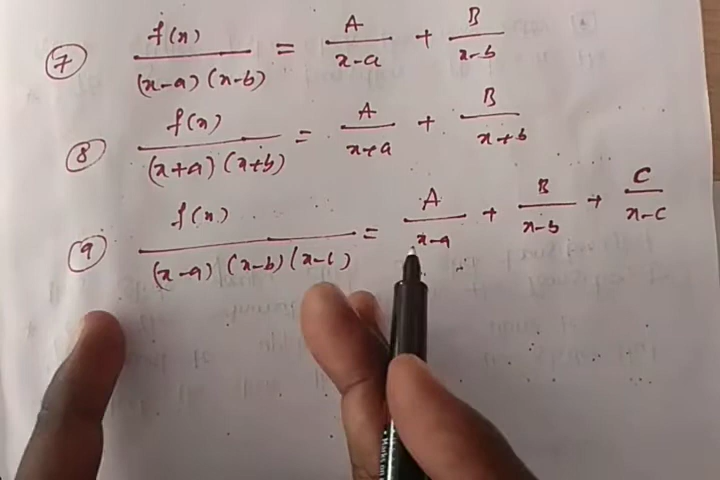 7 f(x) / (x-a) (x-b) = A / x-a + B / x-b
8 f(x) / (x+a) (x+b) = A / x+a + B / x+b
9 f(x) / (x-a) (x-b) (x-c) = A / x-a + B / x-b + C / x-c